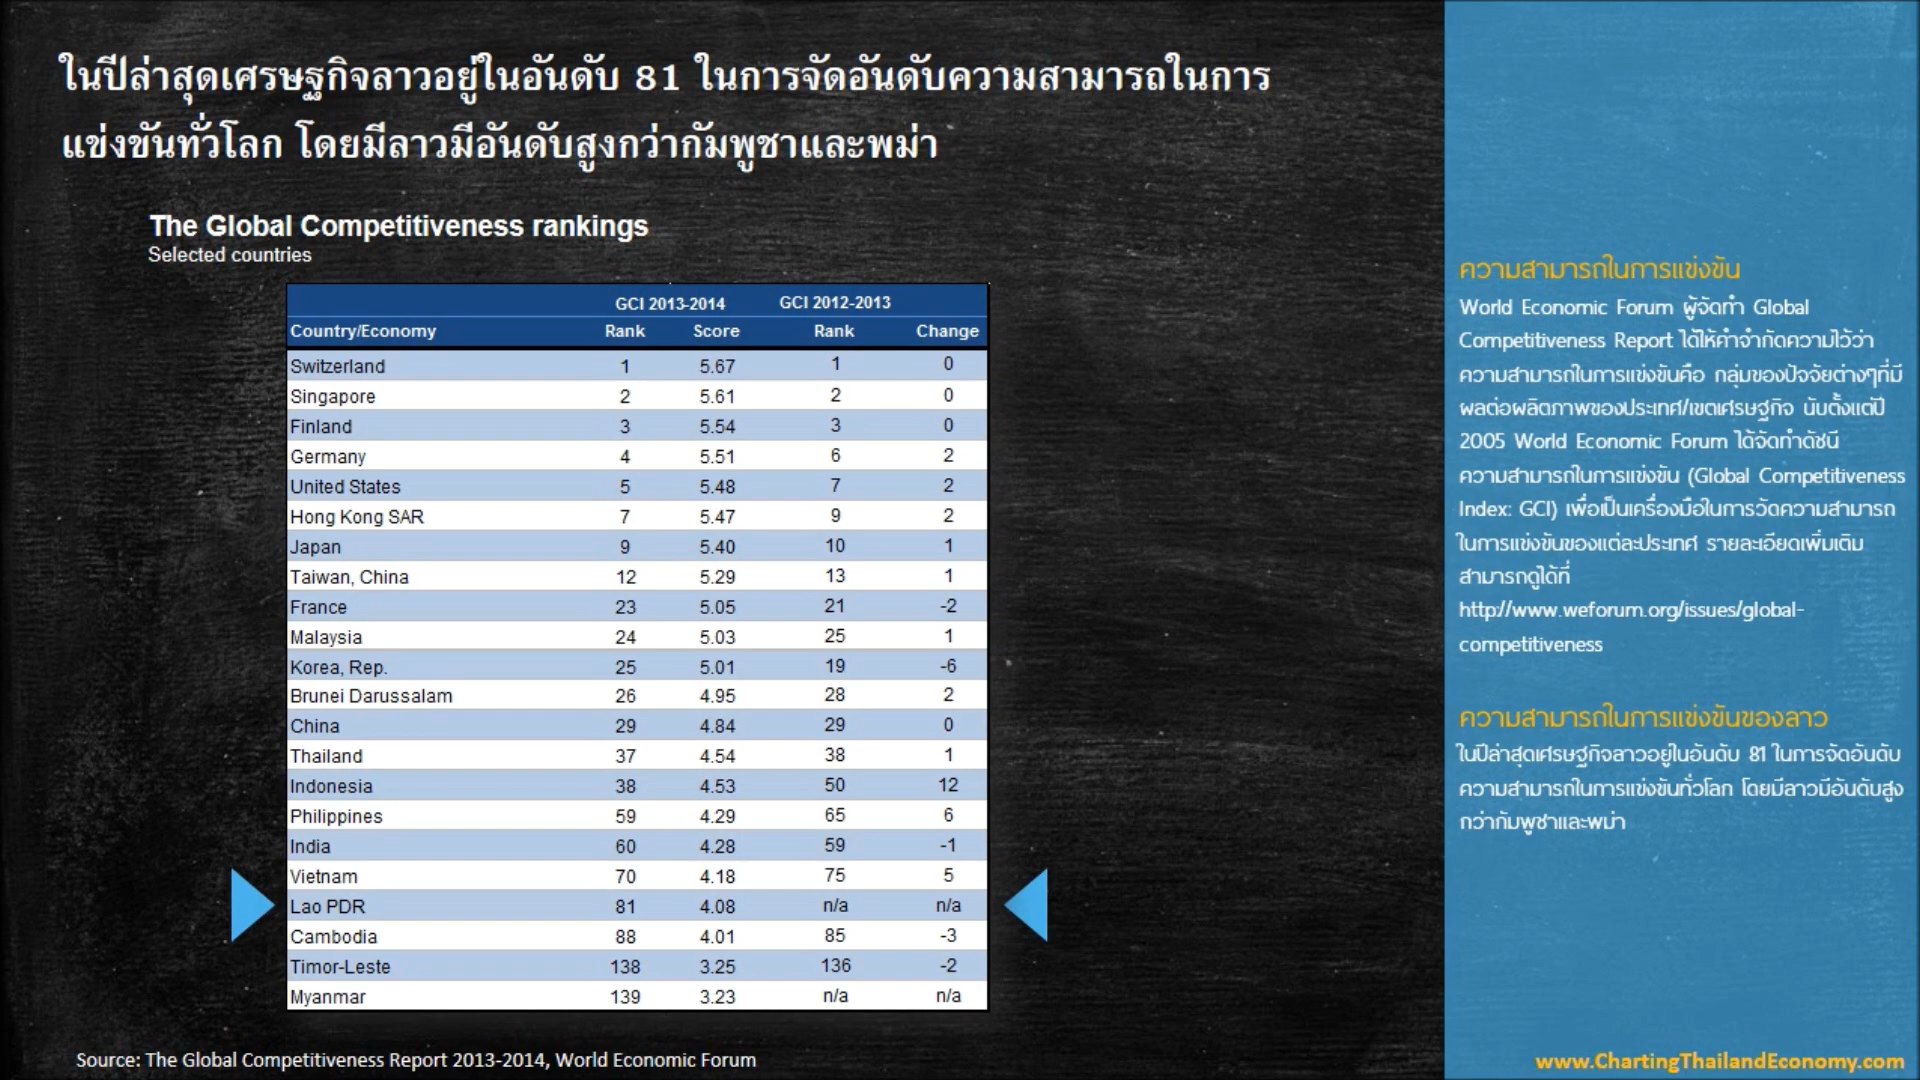 ในปีล่าสุดเศรษฐกิจลาวอยู่ในอันดับ 81 ในการจัดอันดับความสามารถในการ
แข่งขันทั่วโลก โดยมีลาวมีอันดับสูงกว่ากัมพูชาและพม่า
The Global Competitiveness rankings
Selected countries
GCI 2013-2014 GCI 2012-2013
Country/Economy Rank Score Rank Change
Switzerland 1 5.67 1 0
Singapore 2 5.61 2 0
Finland 3 5.54 3 0
Germany 4 5.51 6 2
United States 5 5.48 7 2
Hong Kong SAR 7 5.47 9 2
Japan 9 5.40 10 1
Taiwan, China 12 5.29 13 1
France 23 5.05 21 -2
Malaysia 24 5.03 25 1
Korea, Rep. 25 5.01 19 -6
Brunei Darussalam 26 4.95 28 2
China 29 4.84 29 0
Thailand 37 4.54 38 1
Indonesia 38 4.53 50 12
Philippines 59 4.29 65 6
India 60 4.28 59 -1
Vietnam 70 4.18 75 5
Lao PDR 81 4.08 n/a n/a
Cambodia 88 4.01 85 -3
Timor-Leste 138 3.25 136 -2
Myanmar 139 3.23 n/a n/a
Source: The Global Competitiveness Report 2013-2014, World Economic Forum
ความสามารถในการแข่งขัน
World Economic Forum ผู้จัดทำ Global
Competitiveness Report ได้ให้คำจำกัดความไว้ว่า
ความสามารถในการแข่งขันคือ กลุ่มของปัจจัยต่างๆที่มี
ผลต่อผลิตภาพของประเทศ/เขตเศรษฐกิจ นับตั้งแต่ปี
2005 World Economic Forum ได้จัดทำดัชนี
ความสามารถในการแข่งขัน (Global Competitiveness
Index: GCI) เพื่อเป็นเครื่องมือในการวัดความสามารถ
ในการแข่งขันของแต่ละประเทศ รายละเอียดเพิ่มเติม
สามารถดูได้ที่
http://www.weforum.org/issues/global-
competitiveness
ความสามารถในการแข่งขันของลาว
ในปีล่าสุดเศรษฐกิจลาวอยู่ในอันดับ 81 ในการจัดอันดับ
ความสามารถในการแข่งขันทั่วโลก โดยมีลาวมีอันดับสูง
กว่ากัมพูชาและพม่า
www.ChartingThailandEconomy.com